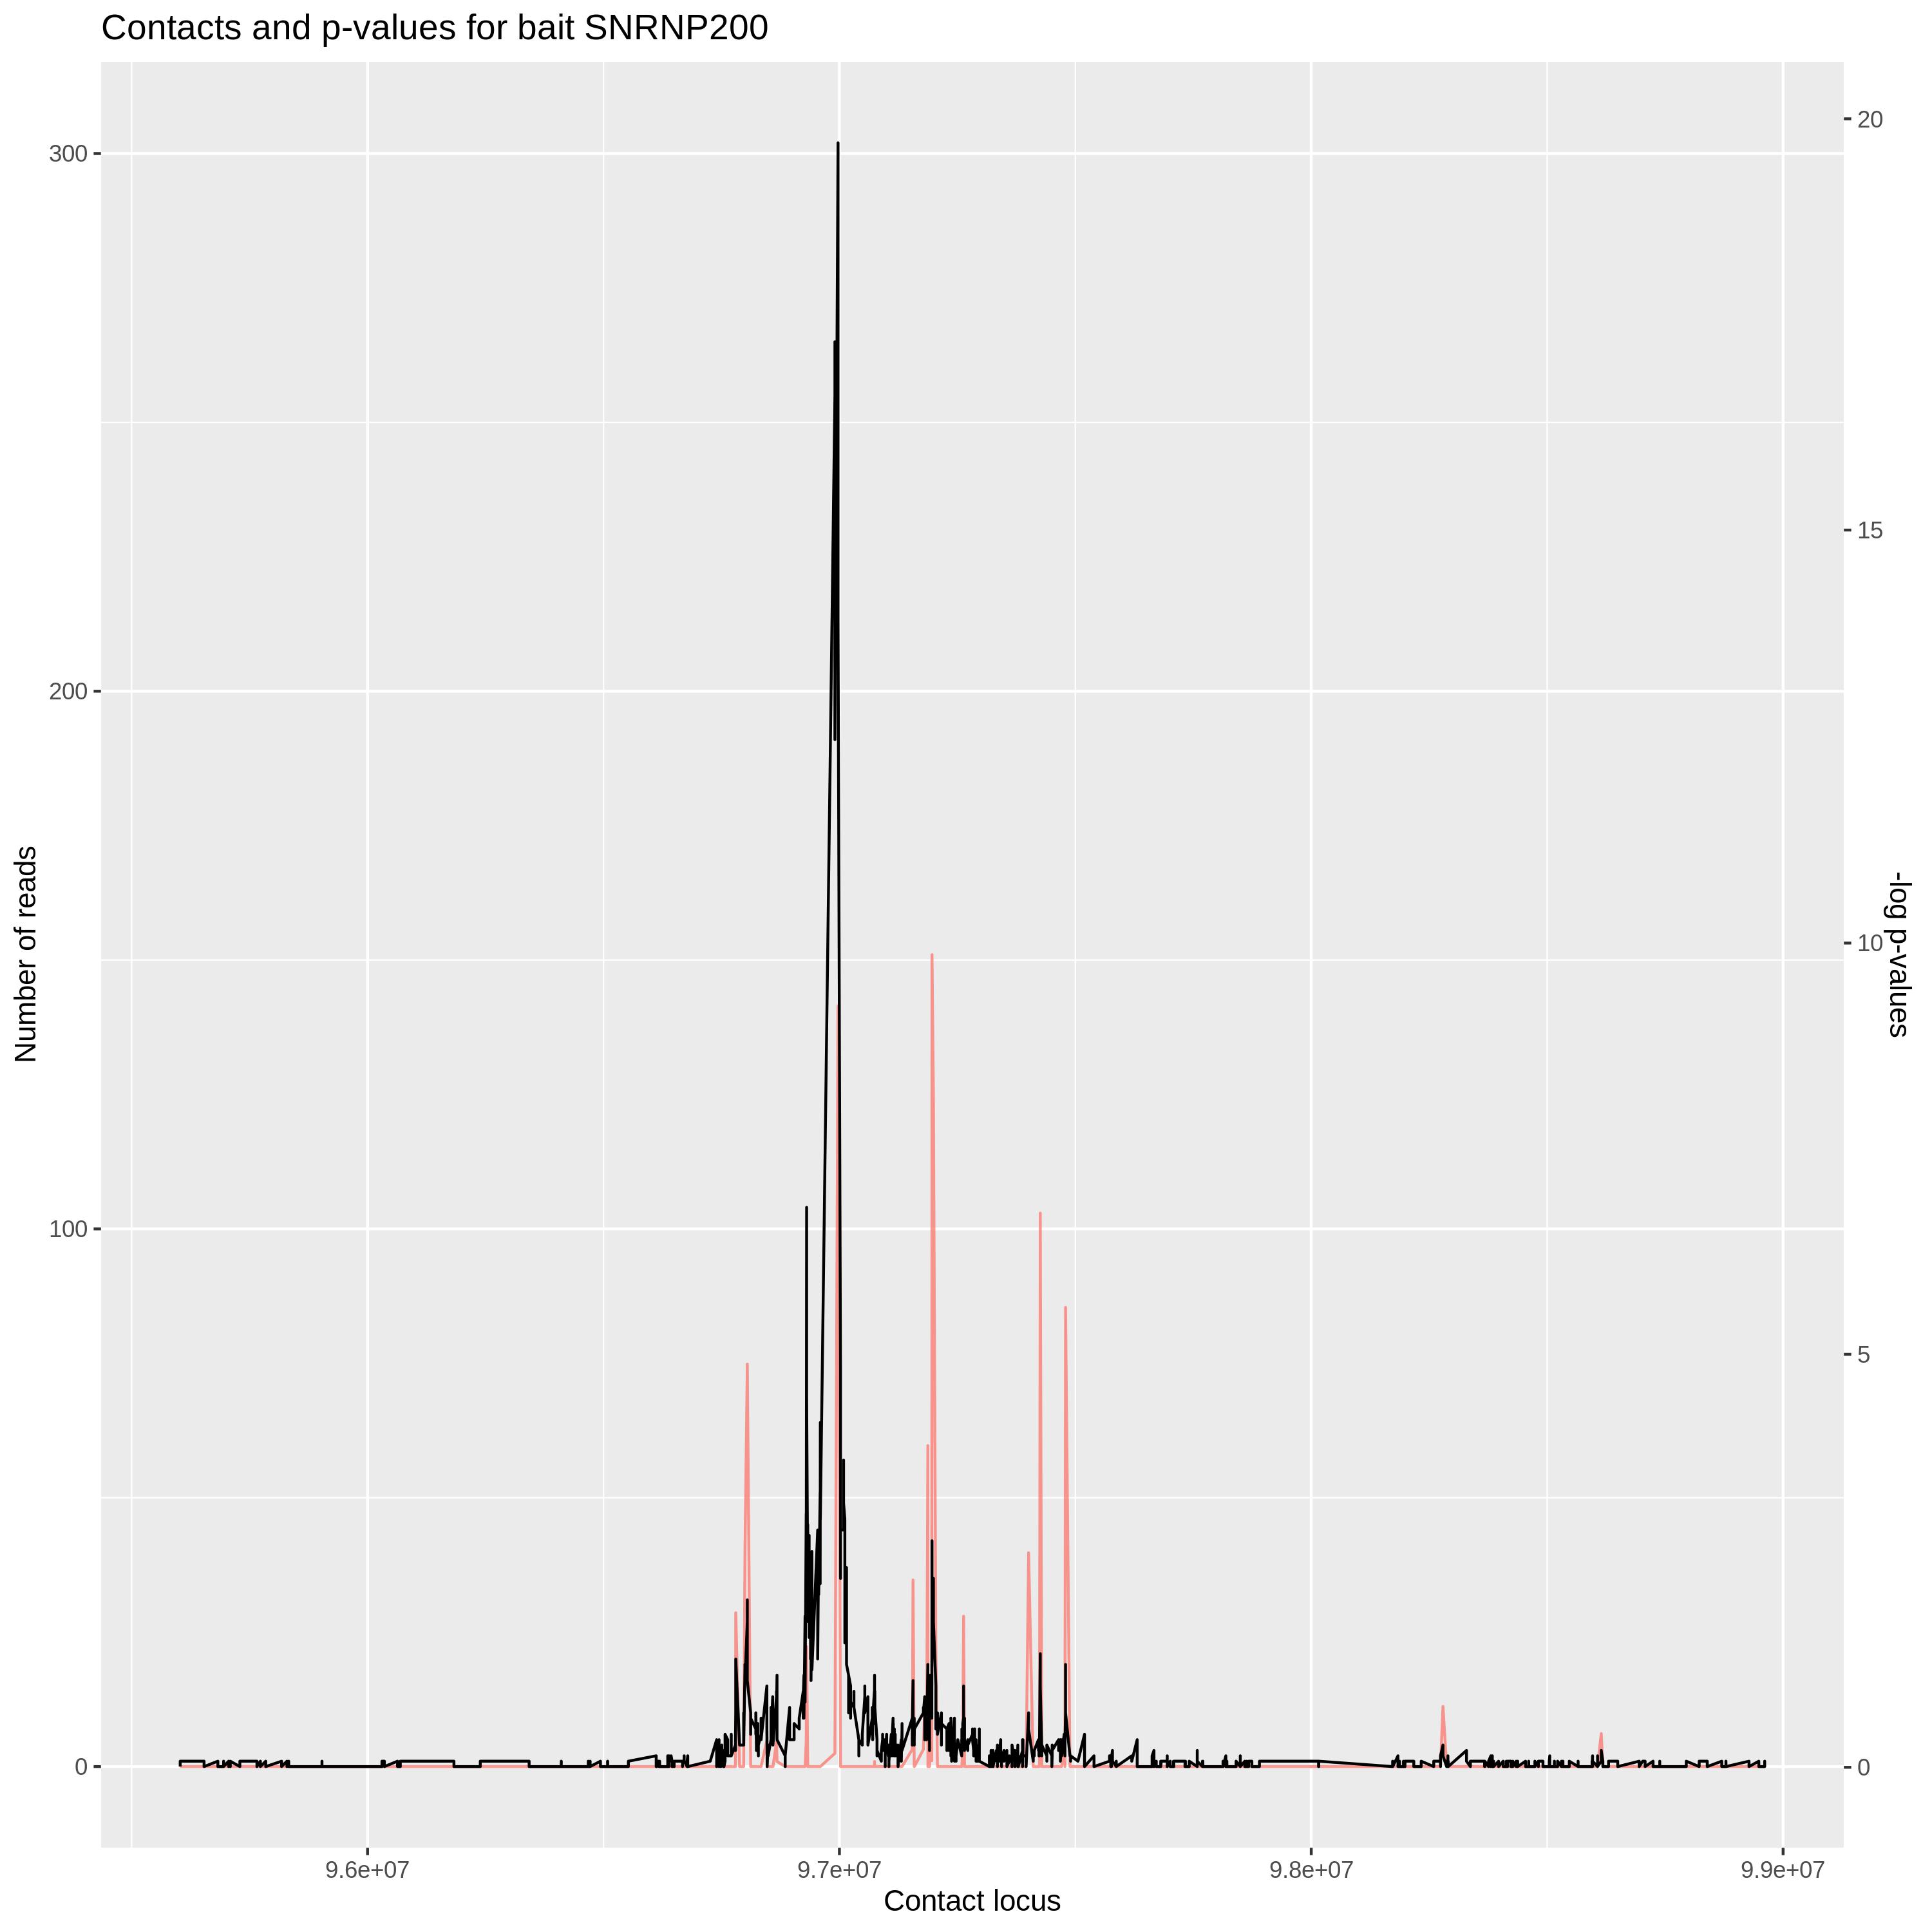 Contacts and p-values for bait SNRNP200
300
200
100
0
Number of reads
20
15
10
5
0
-log p-values
9.6e+07
9.7e+07
9.8e+07
9.9e+07
Contact locus